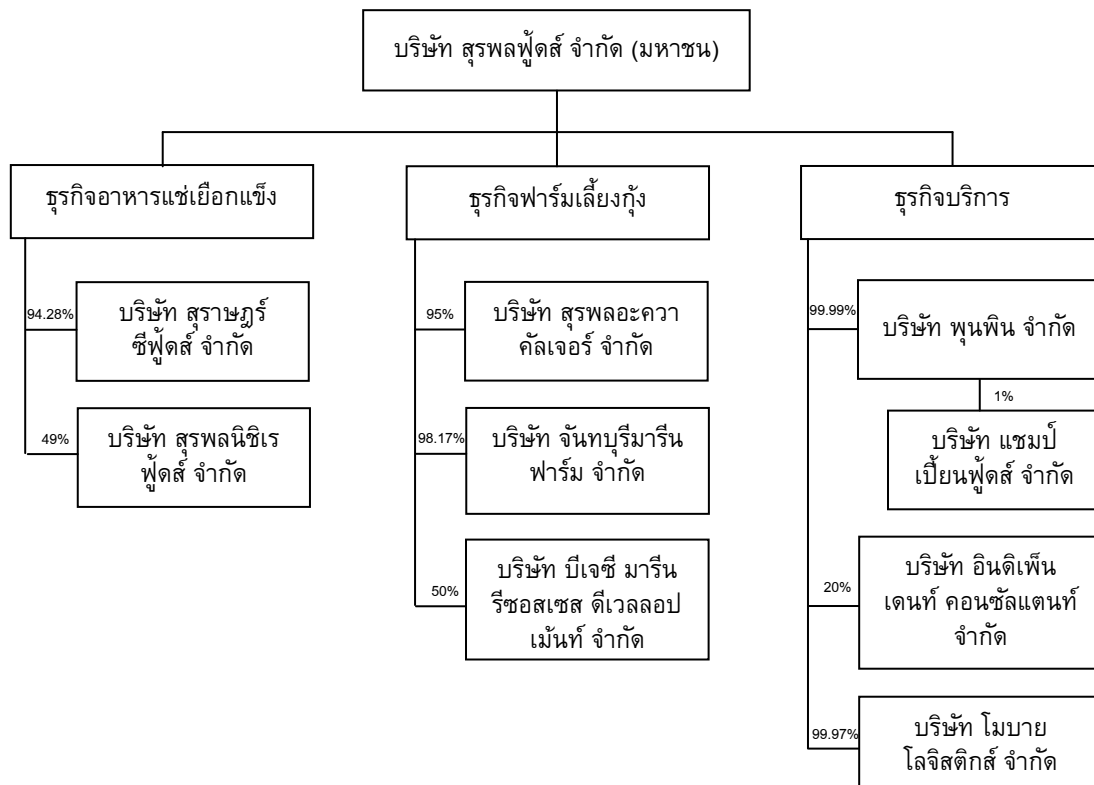 บริษัท สุรพลฟู้ดส์ จำกัด (มหาชน)
ธุรกิจอาหารแช่เยือกแข็ง
94.28%
บริษัท สุราษฎร์
ซีฟู้ดส์ จำกัด
49%
บริษัท สุรพลนิชิเร
ฟู้ดส์ จำกัด
ธุรกิจฟาร์มเลี้ยงกุ้ง
95%
บริษัท สุรพลอะควา
คัลเจอร์ จำกัด
98.17%
บริษัท จันทบุรีมารีน
ฟาร์ม จำกัด
50%
บริษัท บีเจซี มารีน
รีซอสเซส ดีเวลลอป
เม้นท์ จำกัด
ธุรกิจบริการ
99.99%
บริษัท พุนพิน จำกัด
1%
บริษัท แชมป์
เปี้ยนฟู้ดส์ จำกัด
20%
บริษัท อินดิเพ็น
เดนท์ คอนซัลแตนท์
จำกัด
99.97%
บริษัท โมบาย
โลจิสติกส์ จำกัด